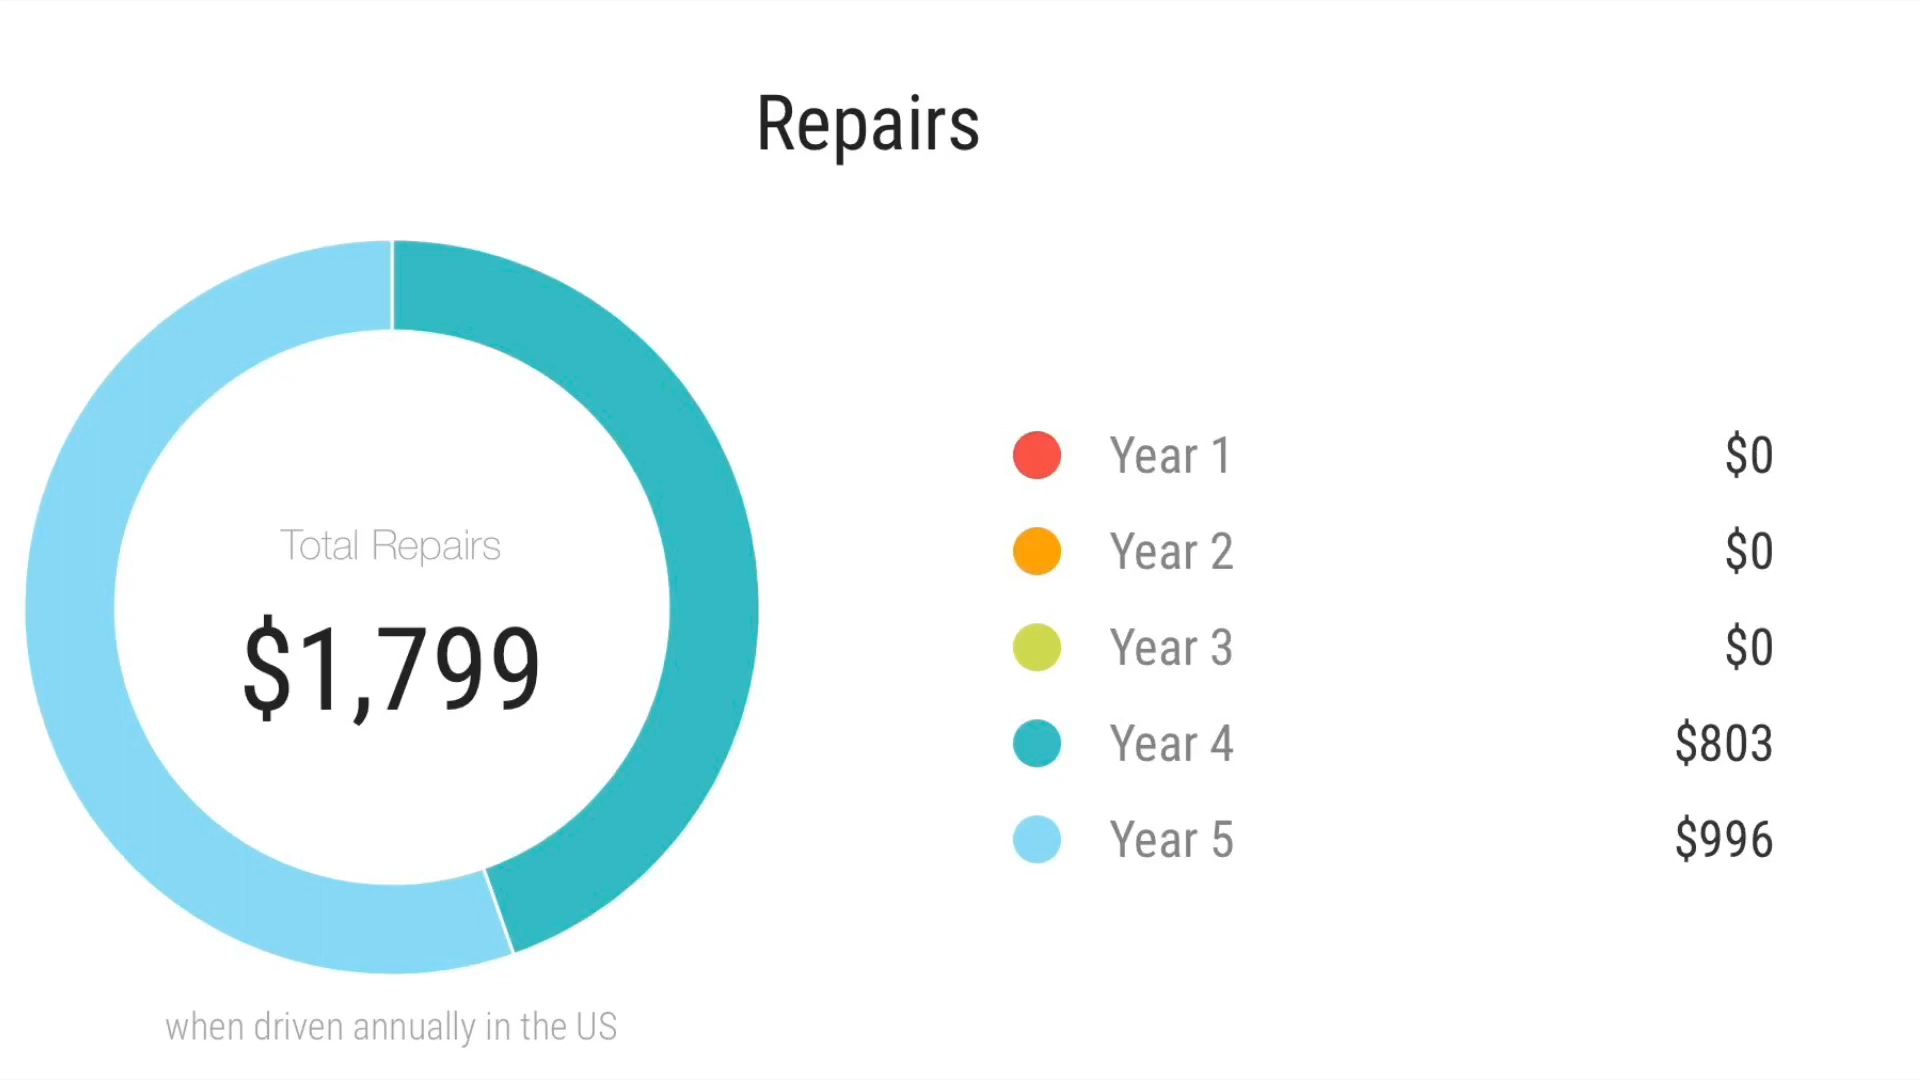 Repairs
Total Repairs
$1,799
when driven annually in the US
Year 1 $0
Year 2 $0
Year 3 $0
Year 4 $803
Year 5 $996